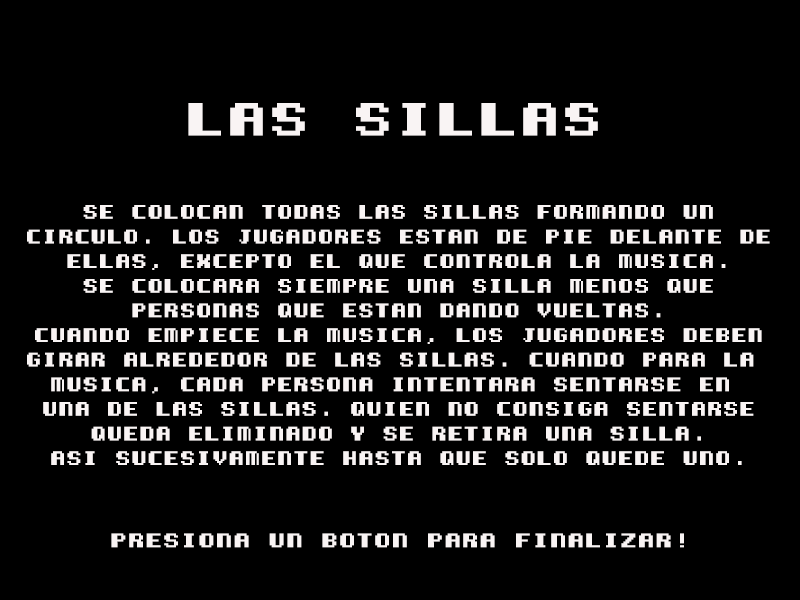 LAS SILLAS
SE COLOCAN TODAS LAS SILLAS FORMANDO UN
CIRCULO. LOS JUGADORES ESTAN DE PIE DELANTE DE
ELLAS, EXCEPTO EL QUE CONTROLA LA MUSICA.
SE COLOCARA SIEMPRE UNA SILLA MENOS QUE
PERSONAS QUE ESTAN DANDO VUELTAS.
CUANDO EMPIECE LA MUSICA, LOS JUGADORES DEBEN
GIRAR ALREDEDOR DE LAS SILLAS. CUANDO PARA LA
MUSICA, CADA PERSONA INTENTARA SENTARSE EN
UNA DE LAS SILLAS. QUIEN NO CONSIGA SENTARSE
QUEDA ELIMINADO Y SE RETIRA UNA SILLA.
ASI SUCESIVAMENTE HASTA QUE SOLO QUEDE UNO.
PRESIONA UN BOTON PARA FINALIZAR!